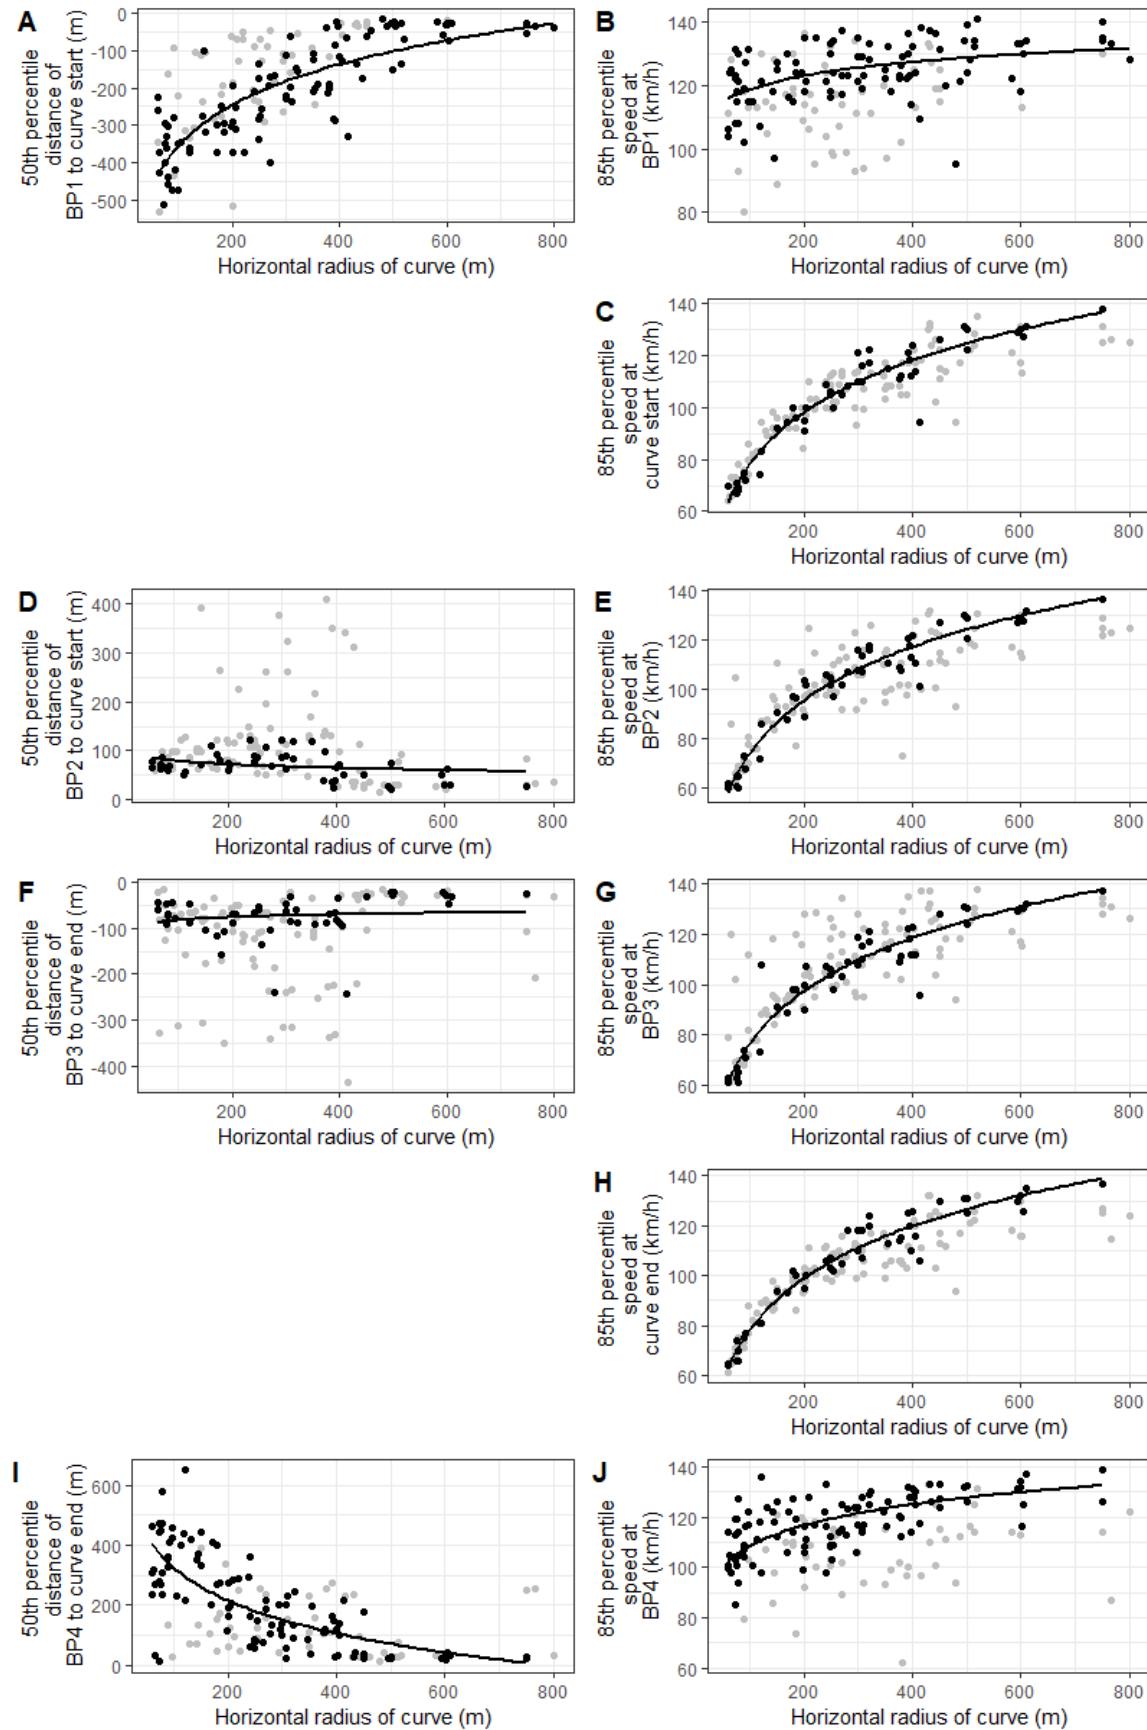 A
50th percentile
distance of
BP1 to curve start (m)
0
-100
-200
-300
-400
-500
200
400
600
800
Horizontal radius of curve (m)
B
85th percentile
speed at
BP1 (km/h)
140
120
100
80
200
400
600
800
Horizontal radius of curve (m)
C
85th percentile
speed at
curve start (km/h)
140
120
100
80
60
200
400
600
800
Horizontal radius of curve (m)
D
50th percentile
distance of
BP2 to curve start (m)
400
300
200
100
0
200
400
600
800
Horizontal radius of curve (m)
E
85th percentile
speed at
BP2 (km/h)
140
120
100
80
60
200
400
600
800
Horizontal radius of curve (m)
F
50th percentile
distance of
BP3 to curve end (m)
0
-100
-200
-300
-400
200
400
600
800
Horizontal radius of curve (m)
G
85th percentile
speed at
BP3 (km/h)
140
120
100
80
60
200
400
600
800
Horizontal radius of curve (m)
H
85th percentile
speed at
curve end (km/h)
140
120
100
80
60
200
400
600
800
Horizontal radius of curve (m)
I
50th percentile
distance of
BP4 to curve end (m)
600
400
200
0
200
400
600
800
Horizontal radius of curve (m)
J
85th percentile
speed at
BP4 (km/h)
140
120
100
80
60
200
400
600
800
Horizontal radius of curve (m)